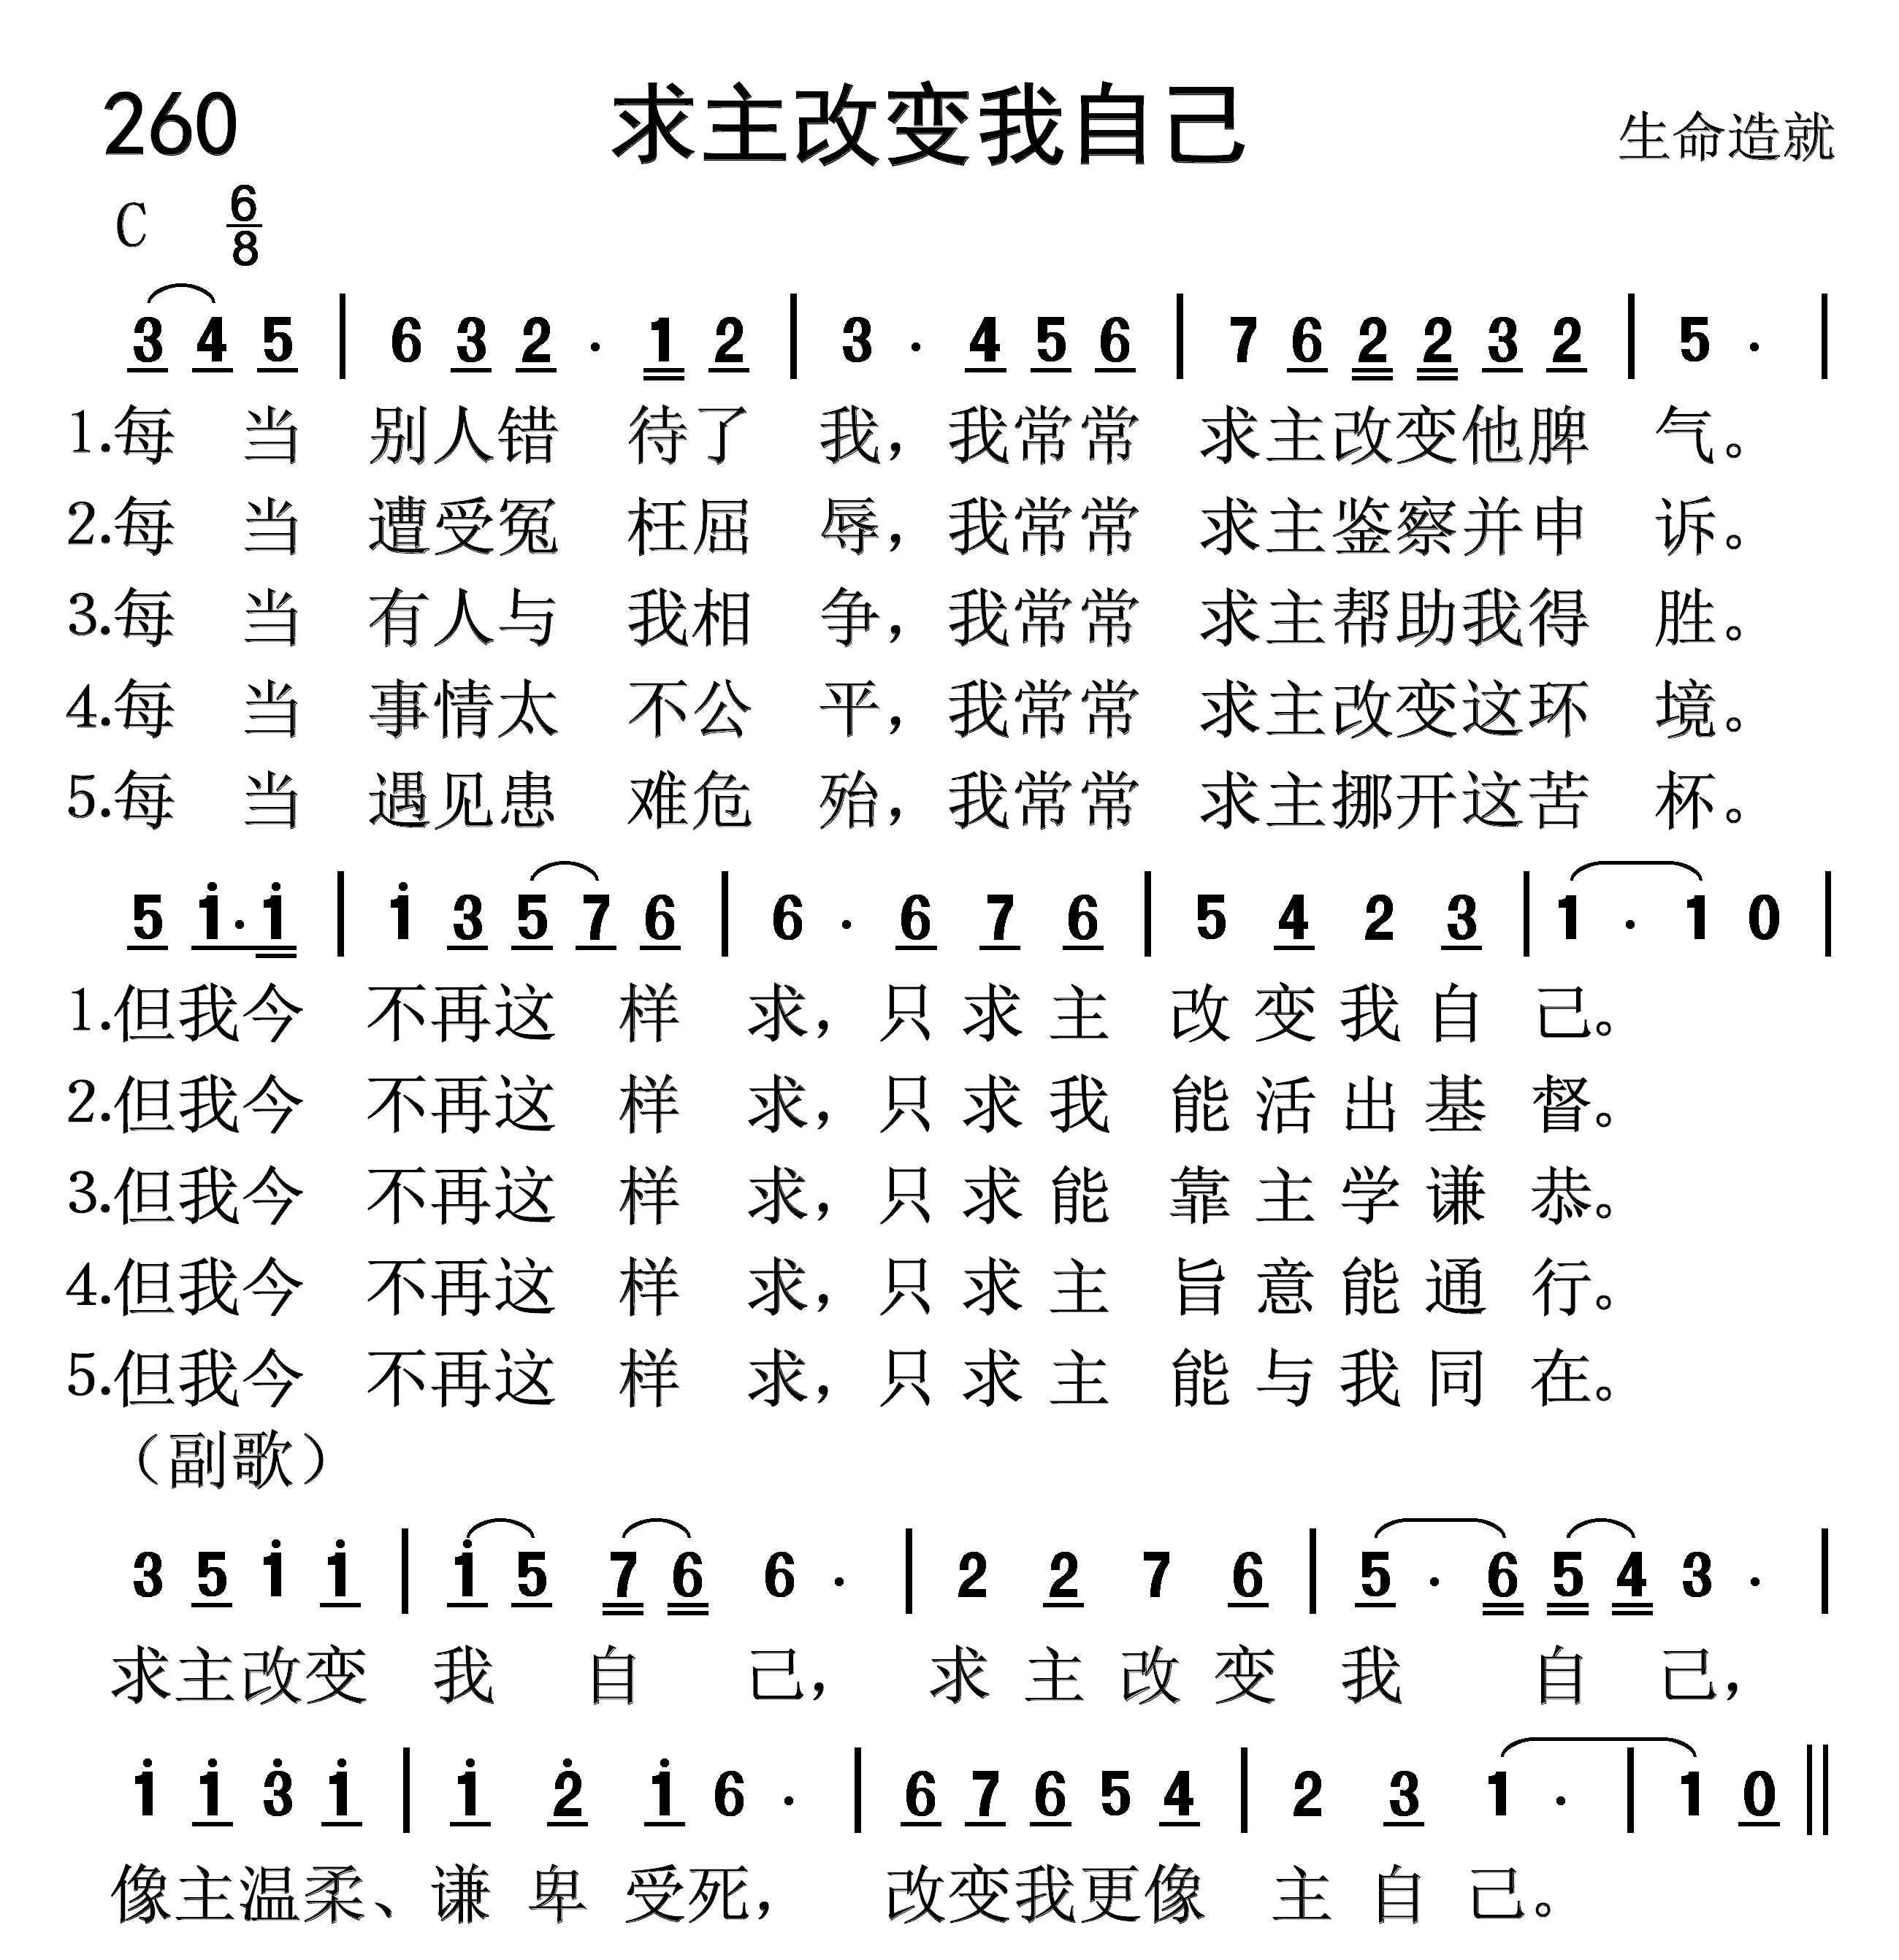 260 求主改变我自己 生命造就
C 6/8
3 4 5 | 6 3 2 · 1 2 | 3 · 4 5 6 | 7 6 2 2 3 2 | 5 · |
1.每当别人错待了我，我常常求主改变他脾气。
2.每当遭受冤枉屈辱，我常常求主鉴察并申诉。
3.每当有人与我相争，我常常求主帮助我得胜。
4.每当事情太不公平，我常常求主改变这环境。
5.每当遇见患难危殆，我常常求主挪开这苦杯。
5 i · i | i 3 5 7 6 | 6 · 6 7 6 | 5 4 2 3 | 1 · 1 0 |
1.但我今不再这样求，只求主改变我自己。
2.但我今不再这样求，只求我能活出基督。
3.但我今不再这样求，只求能靠主学谦恭。
4.但我今不再这样求，只求主旨意能通行。
5.但我今不再这样求，只求主能与我同在。
（副歌）
3 5 i i | i 5 7 6 6 · | 2 2 7 6 | 5 · 6 5 4 3 · |
求主改变我自己，求主改变我自己，
i i 3̇ i | i 2̇ i 6 · | 6 7 6 5 4 | 2 3 1 · | 1 0 ‖
像主温柔、谦卑受死，改变我更像主自己。